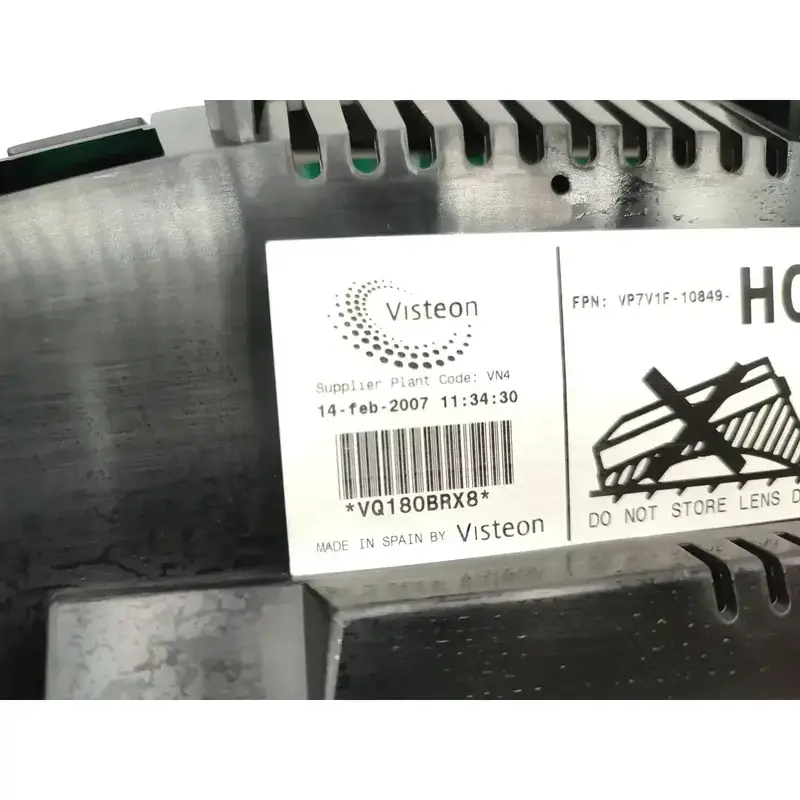 Visteon
Supplier Plant Code: VN4
14-feb-2007 11:34:30
*VQ180BRX8*
MADE IN SPAIN BY Visteon
FPN: VP7V1F-10849-
DO NOT STORE LENS